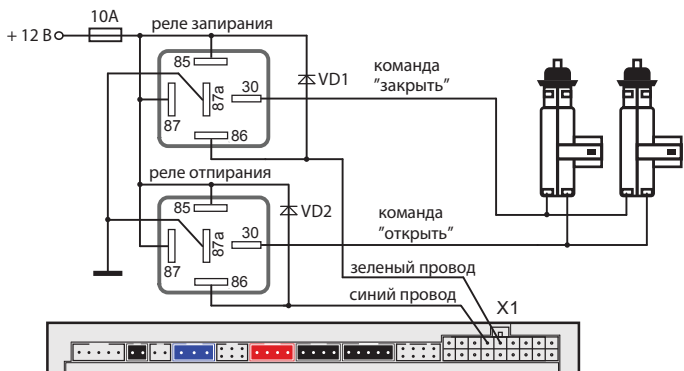 10А
+ 12 В
реле запирания
85
30
87а
87
86
VD1
команда
"закрыть"
реле отпирания
85
30
87а
87
86
VD2
команда
"открыть"
зеленый провод
синий провод
X1